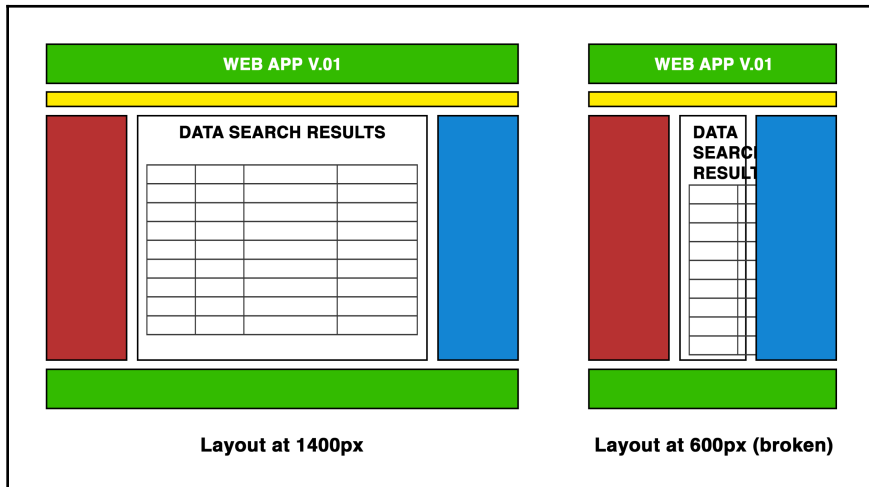 WEB APP V.01
DATA SEARCH RESULTS
Layout at 1400px
WEB APP V.01
DATA
SEARC
RESULT
Layout at 600px (broken)